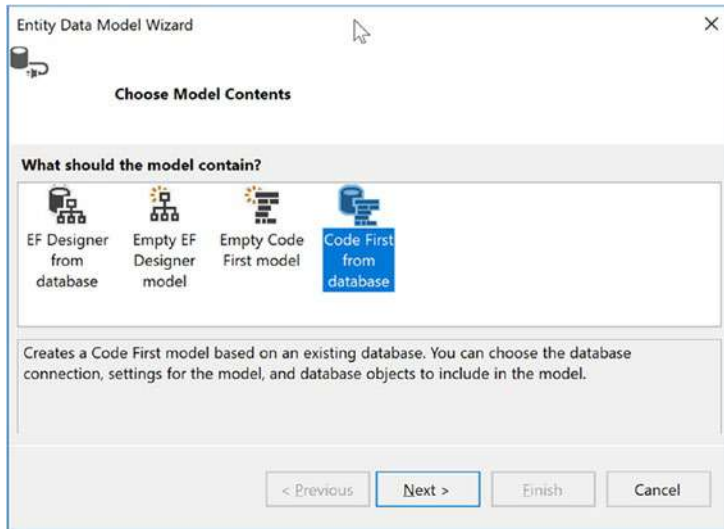 Entity Data Model Wizard
Choose Model Contents
What should the model contain?
EF Designer
from
database
Empty EF
Designer
model
Empty Code
First model
Code First
from
database
Creates a Code First model based on an existing database. You can choose the database
connection, settings for the model, and database objects to include in the model.
< Previous
Next >
Finish
Cancel